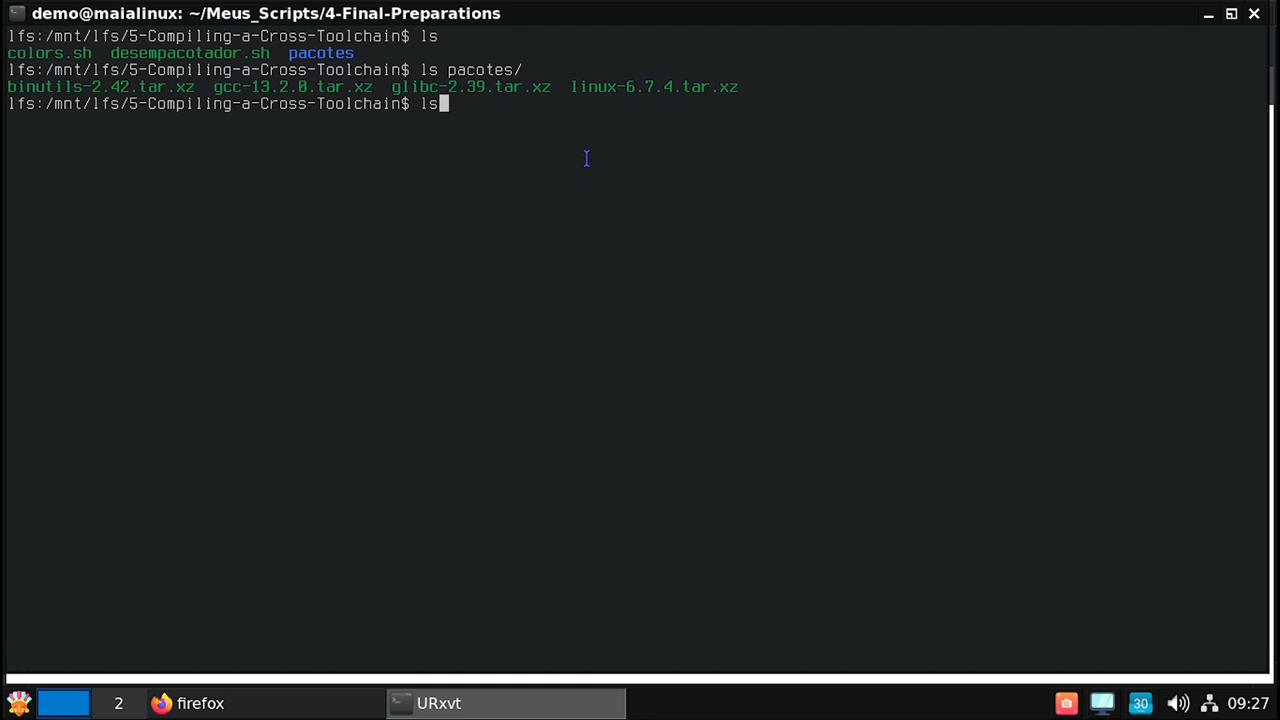 demo@maialinux: ~/Meus_Scripts/4-Final-Preparations
lfs:/mnt/lfs/5-Compiling-a-Cross-Toolchain$ ls
colors.sh  desempacotador.sh  pacotes
lfs:/mnt/lfs/5-Compiling-a-Cross-Toolchain$ ls pacotes/
binutils-2.42.tar.xz  gcc-13.2.0.tar.xz  glibc-2.39.tar.xz  linux-6.7.4.tar.xz
lfs:/mnt/lfs/5-Compiling-a-Cross-Toolchain$ ls
2 firefox URxvt 30 09:27